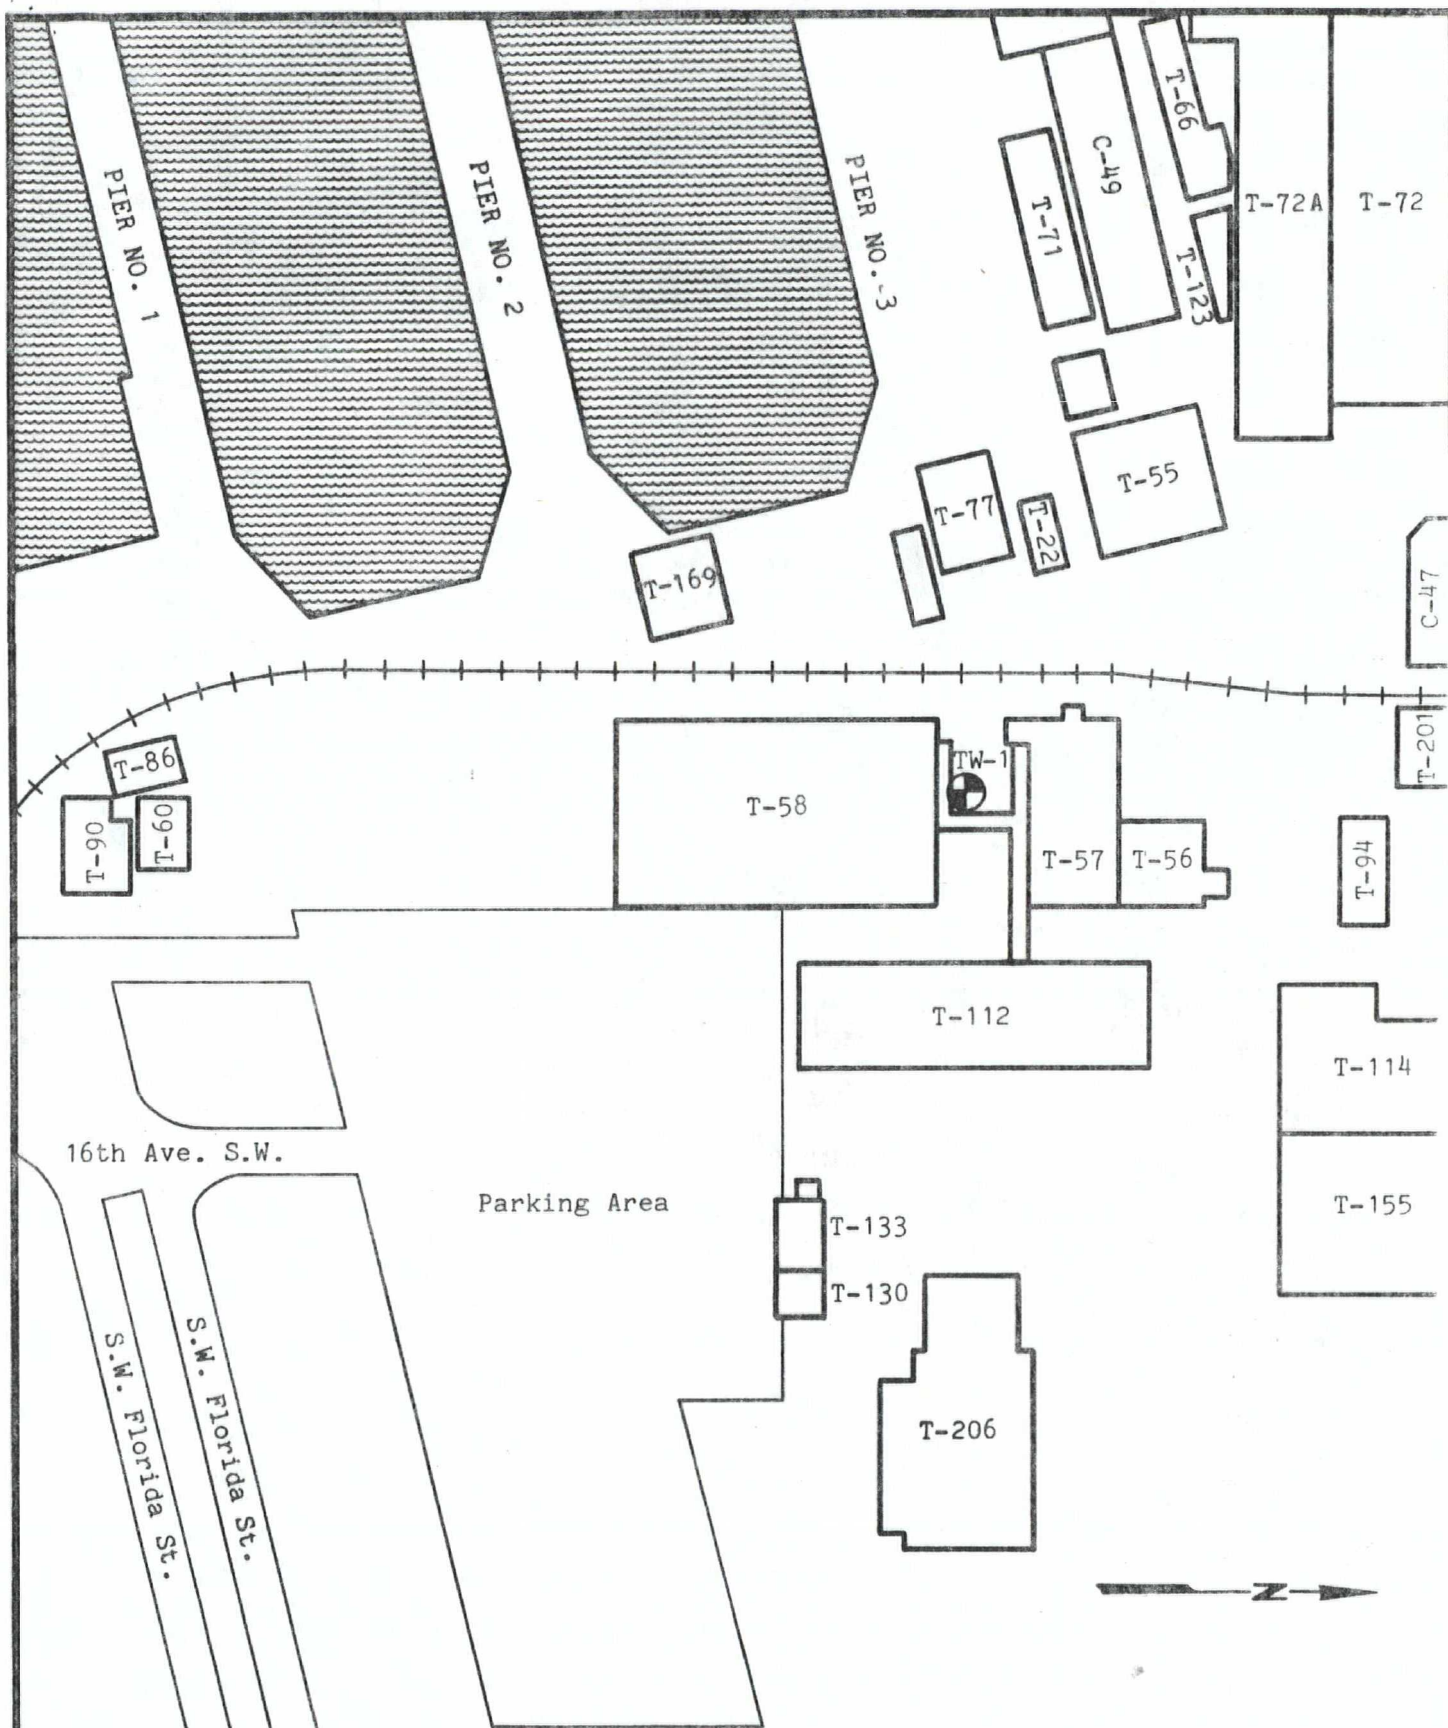 T-66
C-49
PIER NO. 1
PIER NO. 2
PIER NO.-3
T-71
T-72A
T-72
T-123
T-55
T-77
T-22
T-169
C-47
T-201
T-86
TW-1
T-58
T-90
T-60
T-57
T-56
T-94
T-112
T-114
16th Ave. S.W.
Parking Area
T-133
T-155
T-130
S.W. Florida St.
S.W. Florida St.
T-206
N